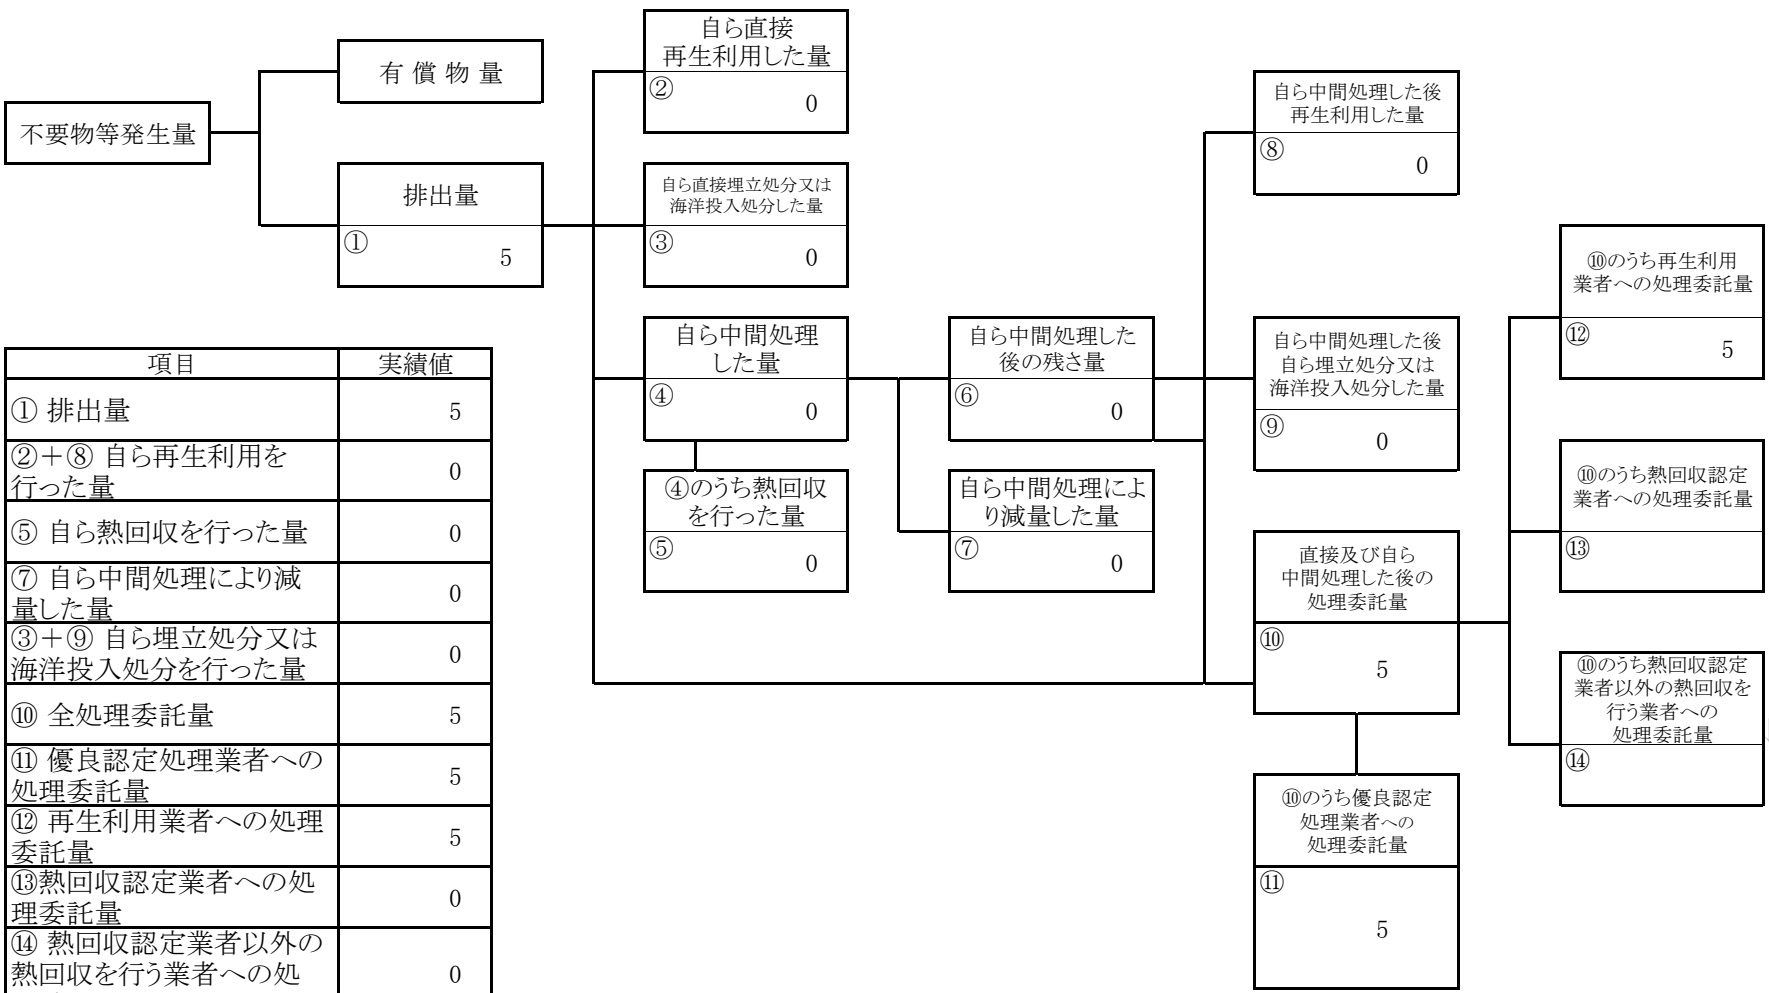 不要物等発生量
有 償 物 量
排出量
①
5
自ら直接
再生利用した量
②
0
自ら直接埋立処分又は
海洋投入処分した量
③
0
自ら中間処理
した量
④
0
④のうち熱回収
を行った量
⑤
0
自ら中間処理した
後の残さ量
⑥
0
自ら中間処理によ
り減量した量
⑦
0
自ら中間処理した後
再生利用した量
⑧
0
自ら中間処理した後
自ら埋立処分又は
海洋投入処分した量
⑨
0
直接及び自ら
中間処理した後の
処理委託量
⑩
5
⑩のうち優良認定
処理業者への
処理委託量
⑪
5
⑩のうち再生利用
業者への処理委託量
⑫
5
⑩のうち熱回収認定
業者への処理委託量
⑬
⑩のうち熱回収認定
業者以外の熱回収を
行う業者への
処理委託量
⑭
項目 実績値
① 排出量 5
②+⑧ 自ら再生利用を
行った量 0
⑤ 自ら熱回収を行った量 0
⑦ 自ら中間処理により減
量した量 0
③+⑨ 自ら埋立処分又は
海洋投入処分を行った量 0
⑩ 全処理委託量 5
⑪ 優良認定処理業者への
処理委託量 5
⑫ 再生利用業者への処理
委託量 5
⑬熱回収認定業者への処
理委託量 0
⑭ 熱回収認定業者以外の
熱回収を行う業者への処 0